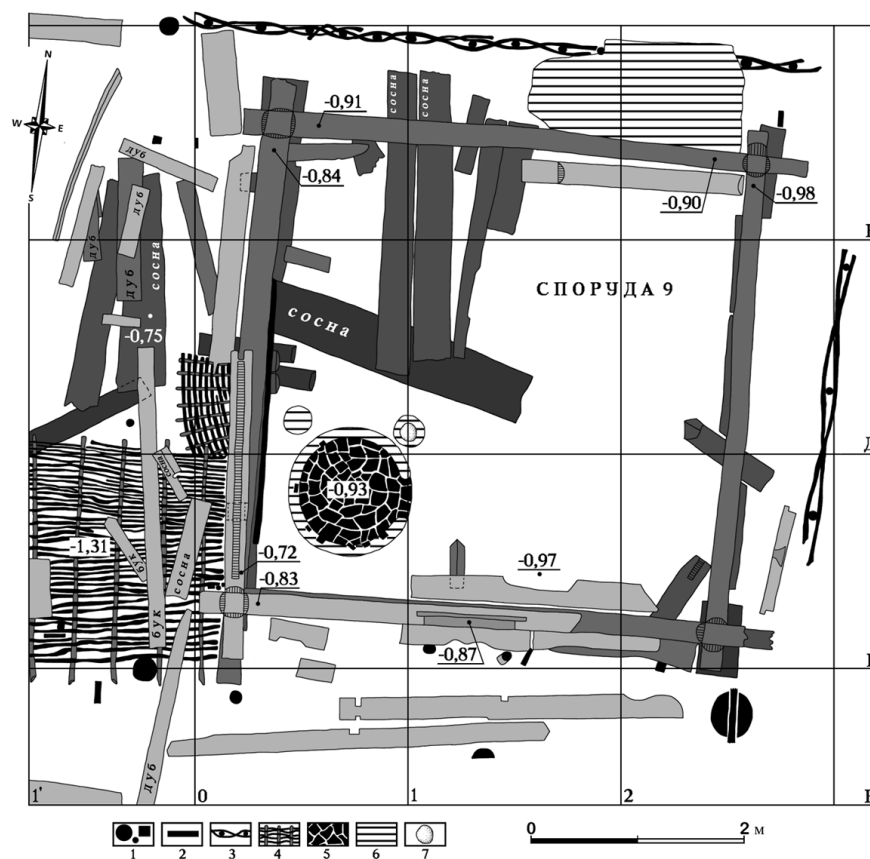 N
W E
S
сосна
сосна
-0,91
дуб
-0,84
-0,90
-0,98
дуб
дуб
дуб
сосна
СПОРУДА 9
сосна
-0,75
Д
сосна
-0,93
-1,31
бук
сосна
-0,72
-0,97
-0,83
бук
-0,87
дуб
1' 0 1 2
1 2 3 4 5 6 7
0 2 м